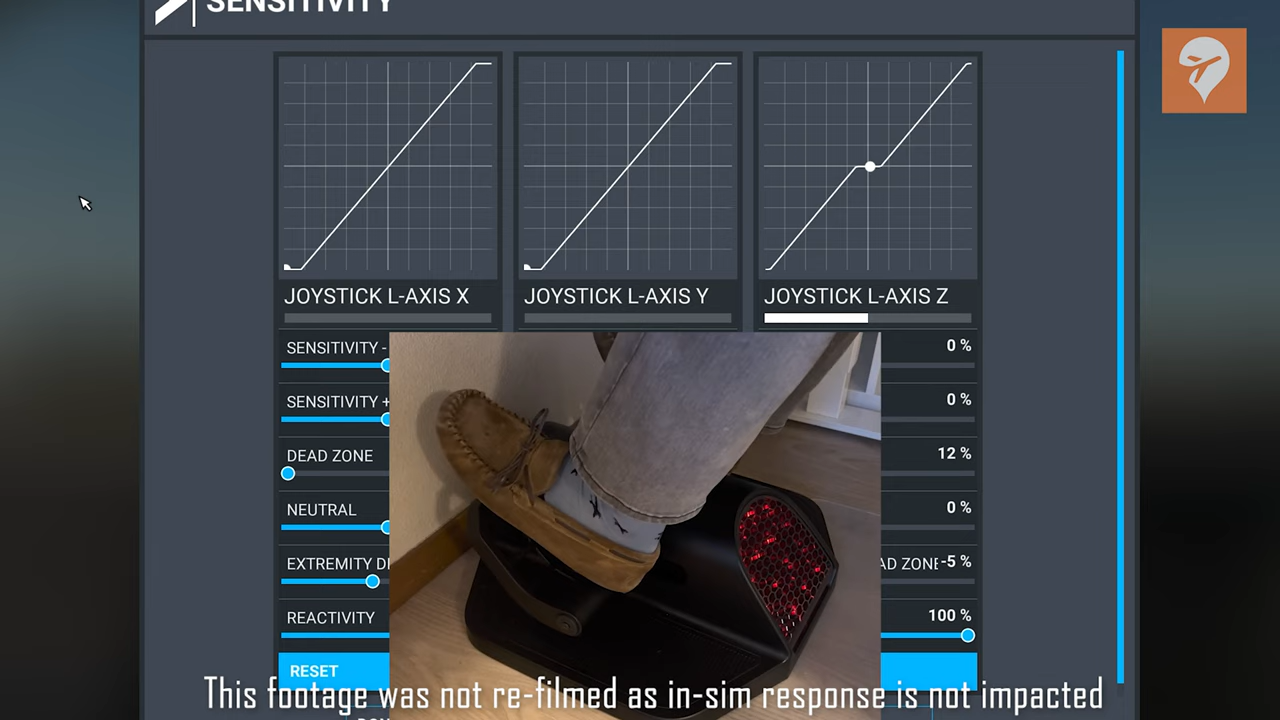 SENSITIVITY
JOYSTICK L-AXIS X
JOYSTICK L-AXIS Y
JOYSTICK L-AXIS Z
SENSITIVITY -
0 %
SENSITIVITY +
0 %
DEAD ZONE
12 %
NEUTRAL
0 %
EXTREMITY D
AD ZONE
-5 %
REACTIVITY
100 %
RESET
This footage was not re-filmed as in-sim response is not impacted